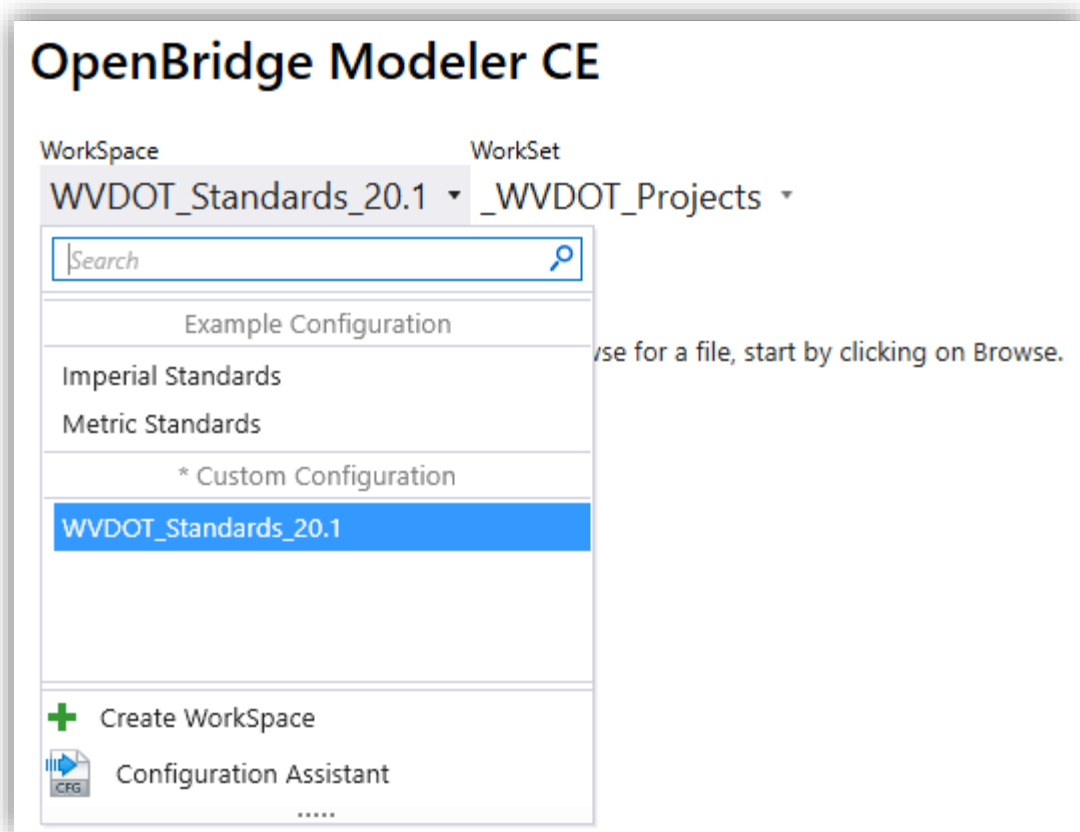 OpenBridge Modeler CE
WorkSpace WorkSet
WVDOT_Standards_20.1 _WVDOT_Projects
Search
Example Configuration
for a file, start by clicking on Browse.
Imperial Standards
Metric Standards
* Custom Configuration
WVDOT_Standards_20.1
Create WorkSpace
CFG Configuration Assistant